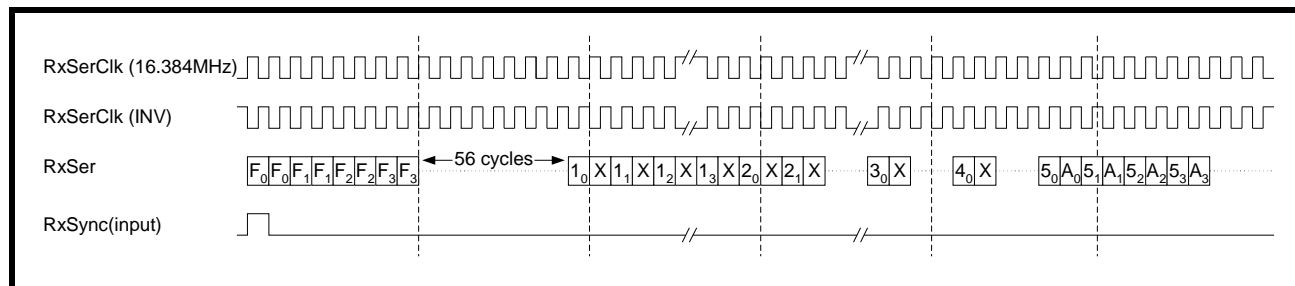 RxSerClk (16.384MHz)
RxSerClk (INV)
RxSer F₀ F₀ F₁ F₁ F₂ F₂ F₃ F₃ 56 cycles 1₀ X 1₁ X 1₂ X 1₃ X 2₀ X 2₁ X 3₀ X 4₀ X 5₀ A₀ 5₁ A₁ 5₂ A₂ 5₃ A₃
RxSync(input)